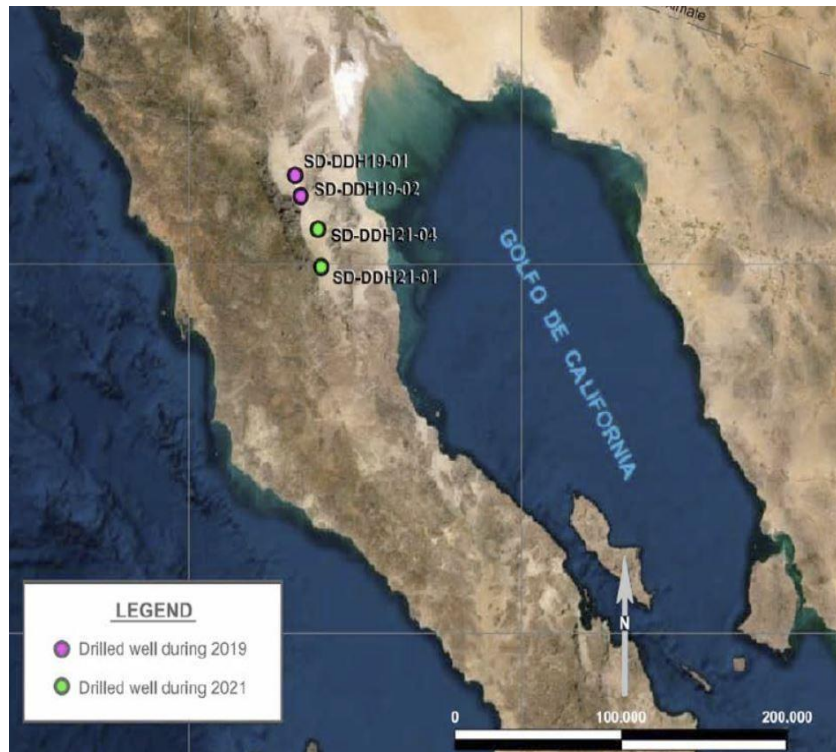 SD-DDH19-01
SD-DDH19-02
SD-DDH21-04
SD-DDH21-01
GOLFO DE CALIFORNIA
LEGEND
Drilled well during 2019
Drilled well during 2021
N
0 100.000 200.000